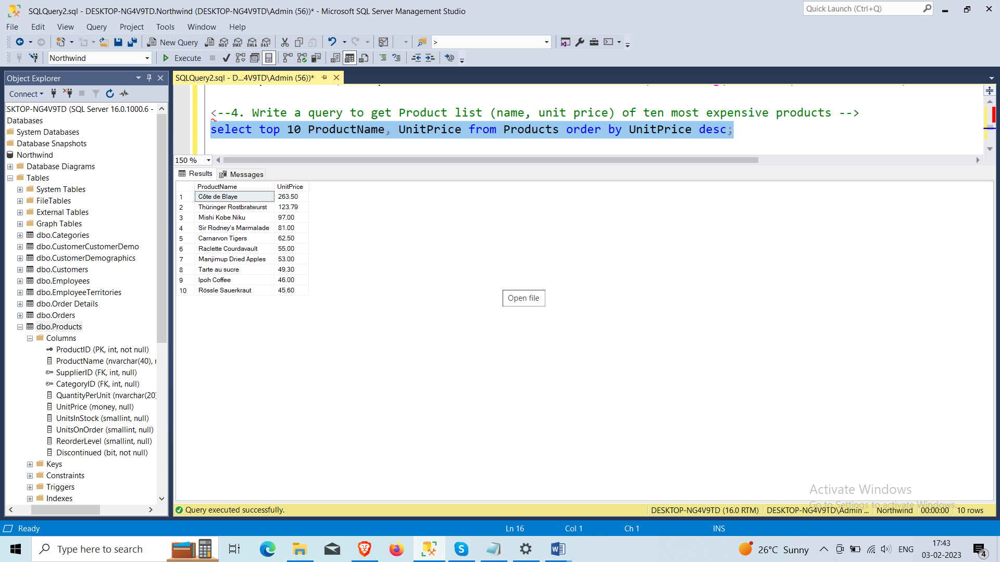 SQLQuery2.sql - DESKTOP-NG4V9TD.Northwind (DESKTOP-NG4V9TD\Admin (56))* - Microsoft SQL Server Management Studio
Quick Launch (Ctrl+Q)
File Edit View Query Project Tools Window Help
New Query MDX DMX XMLA DAX >
Northwind Execute
Object Explorer
SQLQuery2.sql - D...4V9TD\Admin (56))*
Connect
SKTOP-NG4V9TD (SQL Server 16.0.1000.6 -
Databases
System Databases
Database Snapshots
Northwind
Database Diagrams
Tables
System Tables
FileTables
External Tables
Graph Tables
dbo.Categories
dbo.CustomerCustomerDemo
dbo.CustomerDemographics
dbo.Customers
dbo.Employees
dbo.EmployeeTerritories
dbo.Order Details
dbo.Orders
dbo.Products
Columns
ProductID (PK, int, not null)
ProductName (nvarchar(40), r
SupplierID (FK, int, null)
CategoryID (FK, int, null)
QuantityPerUnit (nvarchar(20)
UnitPrice (money, null)
UnitsInStock (smallint, null)
UnitsOnOrder (smallint, null)
ReorderLevel (smallint, null)
Discontinued (bit, not null)
Keys
Constraints
Triggers
Indexes
<--4. Write a query to get Product list (name, unit price) of ten most expensive products -->
select top 10 ProductName, UnitPrice from Products order by UnitPrice desc;
150 %
Results Messages
ProductName UnitPrice
1 Côte de Blaye 263.50
2 Thüringer Rostbratwurst 123.79
3 Mishi Kobe Niku 97.00
4 Sir Rodney's Marmalade 81.00
5 Carnarvon Tigers 62.50
6 Raclette Courdavault 55.00
7 Manjimup Dried Apples 53.00
8 Tarte au sucre 49.30
9 Ipoh Coffee 46.00
10 Rössle Sauerkraut 45.60
Open file
Activate Windows
Go to Settings to activate Windows.
Query executed successfully.
DESKTOP-NG4V9TD (16.0 RTM) DESKTOP-NG4V9TD\Admin ... Northwind 00:00:00 10 rows
Ready Ln 16 Col 1 Ch 1 INS
Type here to search
26°C Sunny ENG
17:43
03-02-2023
4